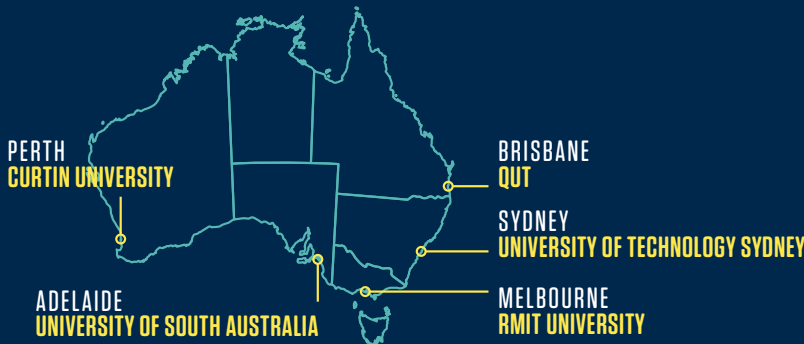 PERTH
CURTIN UNIVERSITY
BRISBANE
QUT
SYDNEY
UNIVERSITY OF TECHNOLOGY SYDNEY
ADELAIDE
UNIVERSITY OF SOUTH AUSTRALIA
MELBOURNE
RMIT UNIVERSITY